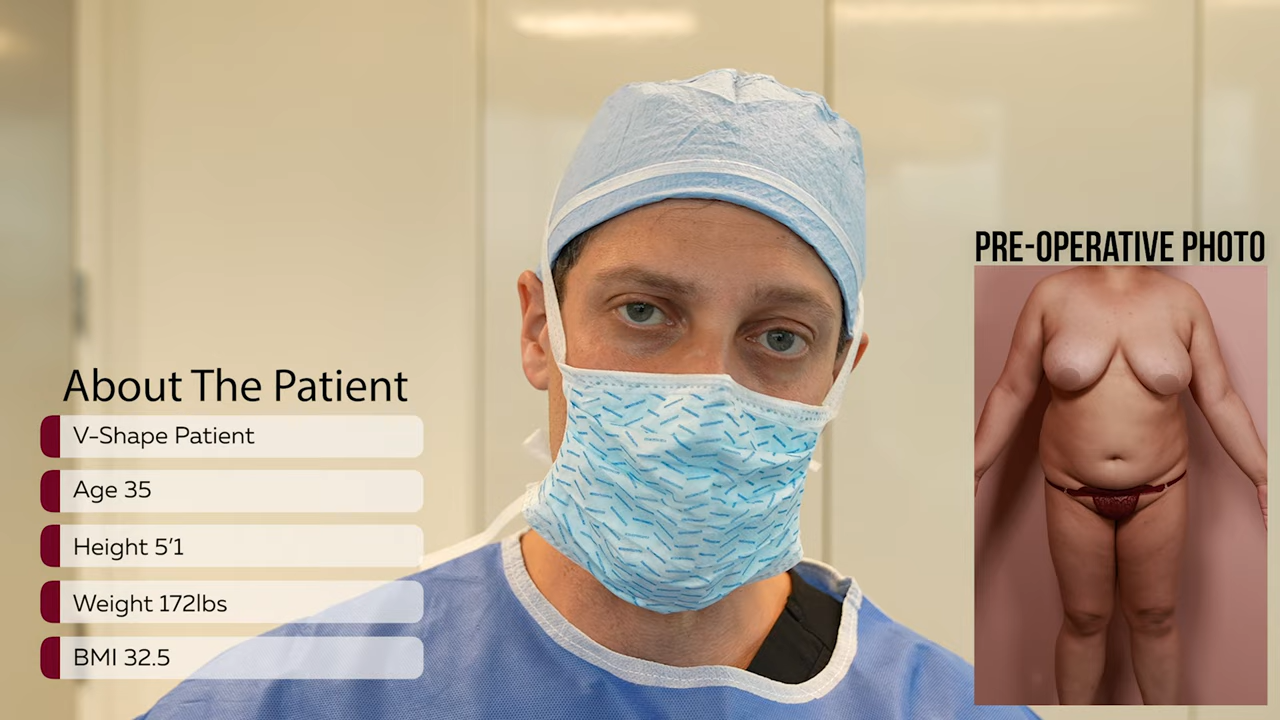 PRE-OPERATIVE PHOTO
About The Patient
V-Shape Patient
Age 35
Height 5'1
Weight 172lbs
BMI 32.5